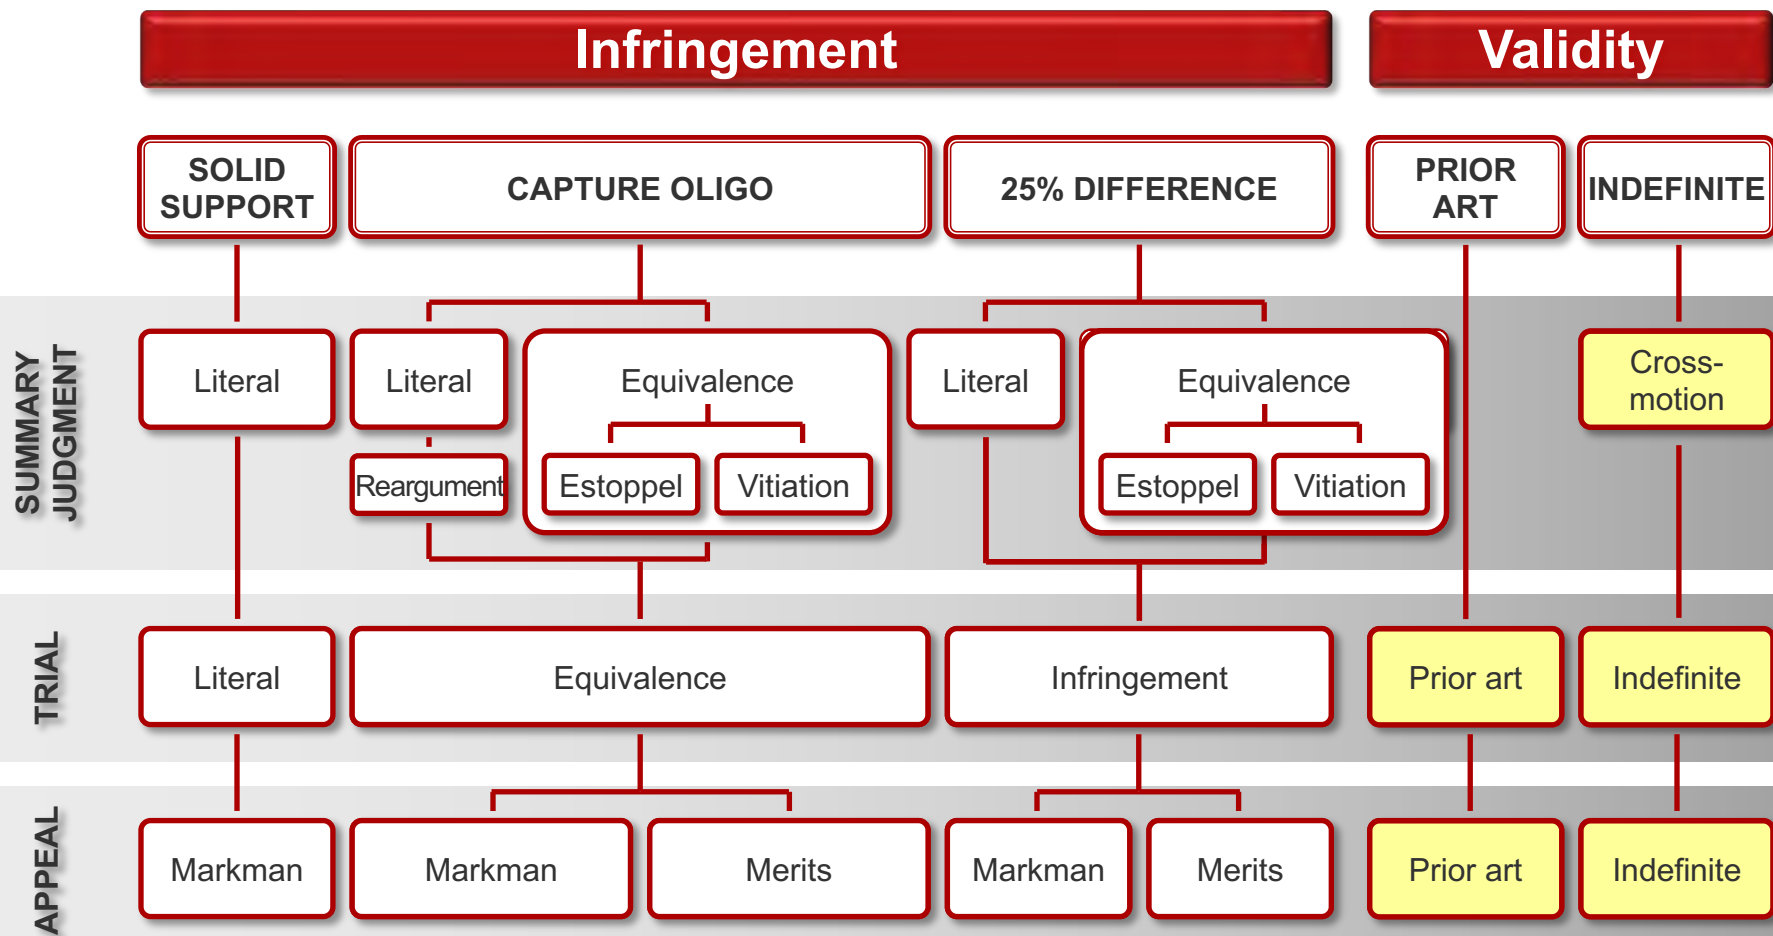 Infringement
Validity
SOLID
SUPPORT
CAPTURE OLIGO
25% DIFFERENCE
PRIOR
ART
INDEFINITE
SUMMARY
JUDGMENT
Literal
Literal
Equivalence
Literal
Equivalence
Cross-
motion
Reargument
Estoppel
Vitiation
Estoppel
Vitiation
TRIAL
Literal
Equivalence
Infringement
Prior art
Indefinite
APPEAL
Markman
Markman
Merits
Markman
Merits
Prior art
Indefinite